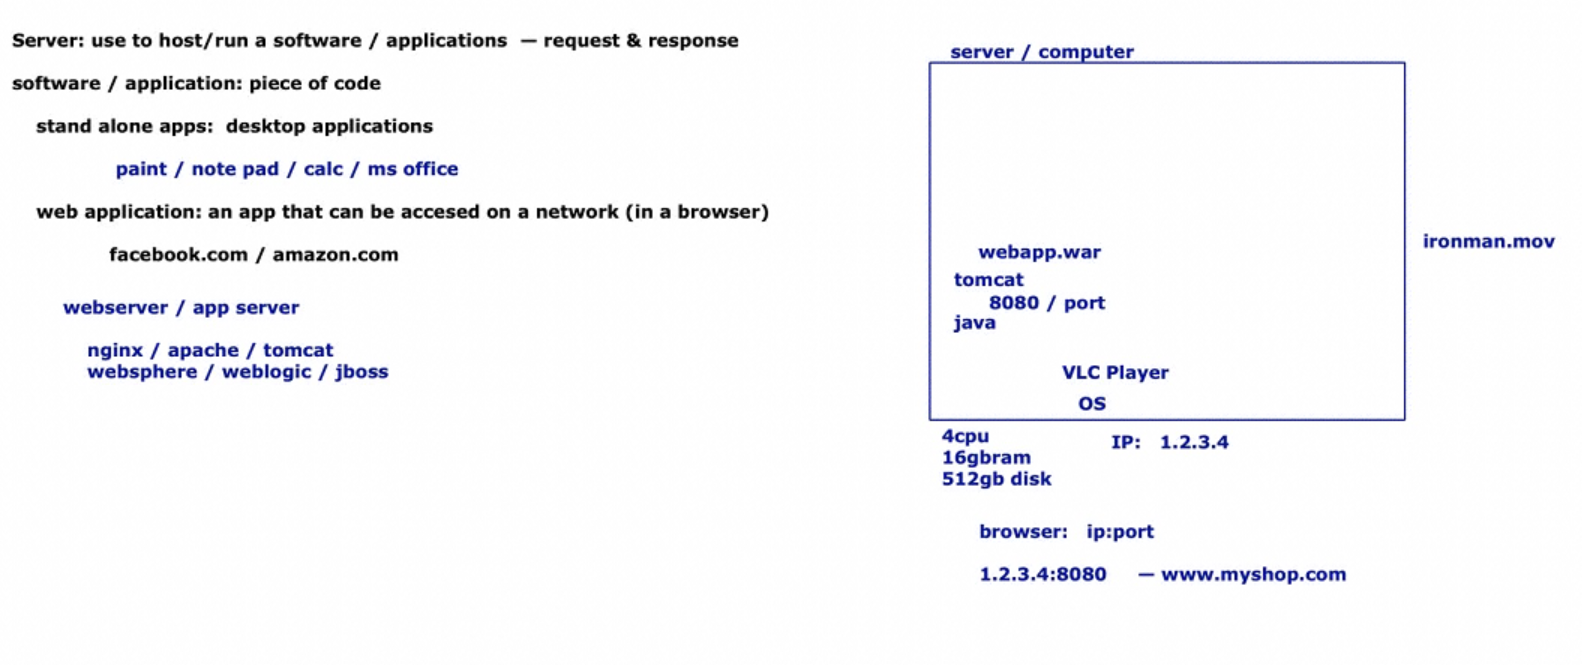 Server: use to host/run a software / applications — request & response
software / application: piece of code
stand alone apps: desktop applications
paint / note pad / calc / ms office
web application: an app that can be accesed on a network (in a browser)
facebook.com / amazon.com
webserver / app server
nginx / apache / tomcat
websphere / weblogic / jboss
server / computer
webapp.war
tomcat
8080 / port
java
VLC Player
OS
ironman.mov
4cpu
16gbram
512gb disk
IP: 1.2.3.4
browser: ip:port
1.2.3.4:8080 — www.myshop.com